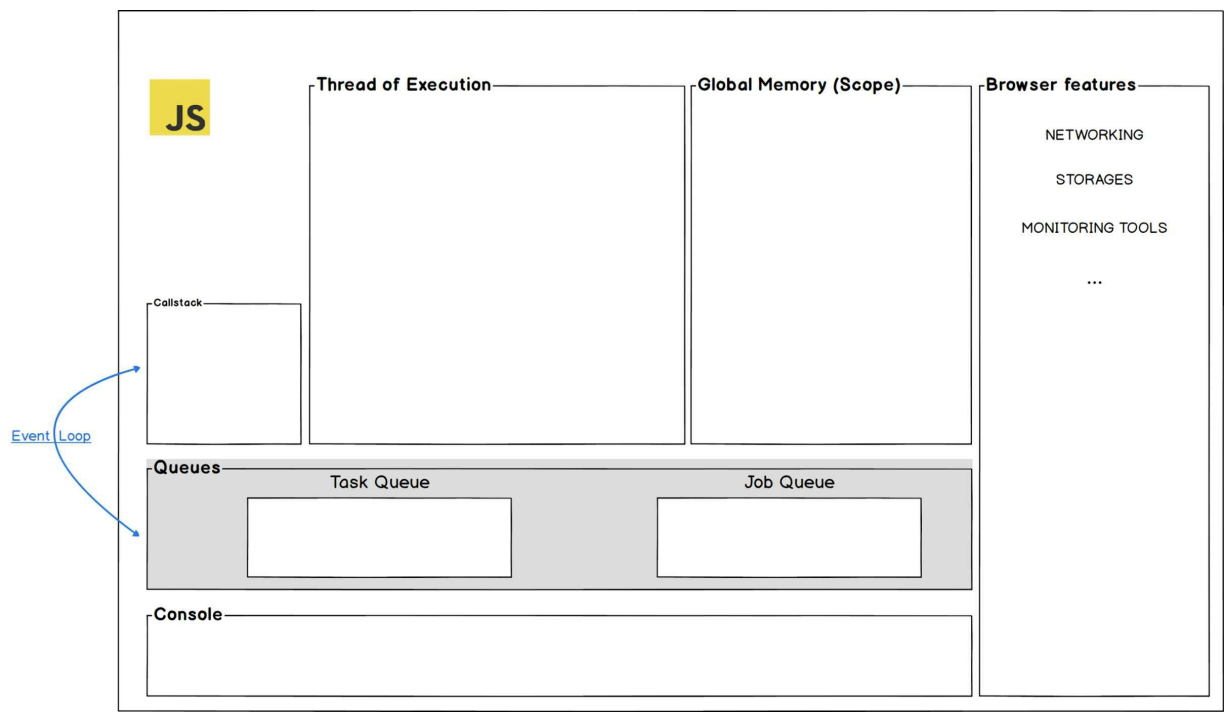 JS
Thread of Execution
Global Memory (Scope)
Browser features
NETWORKING
STORAGES
MONITORING TOOLS
...
Callstack
Event Loop
Queues
Task Queue
Job Queue
Console